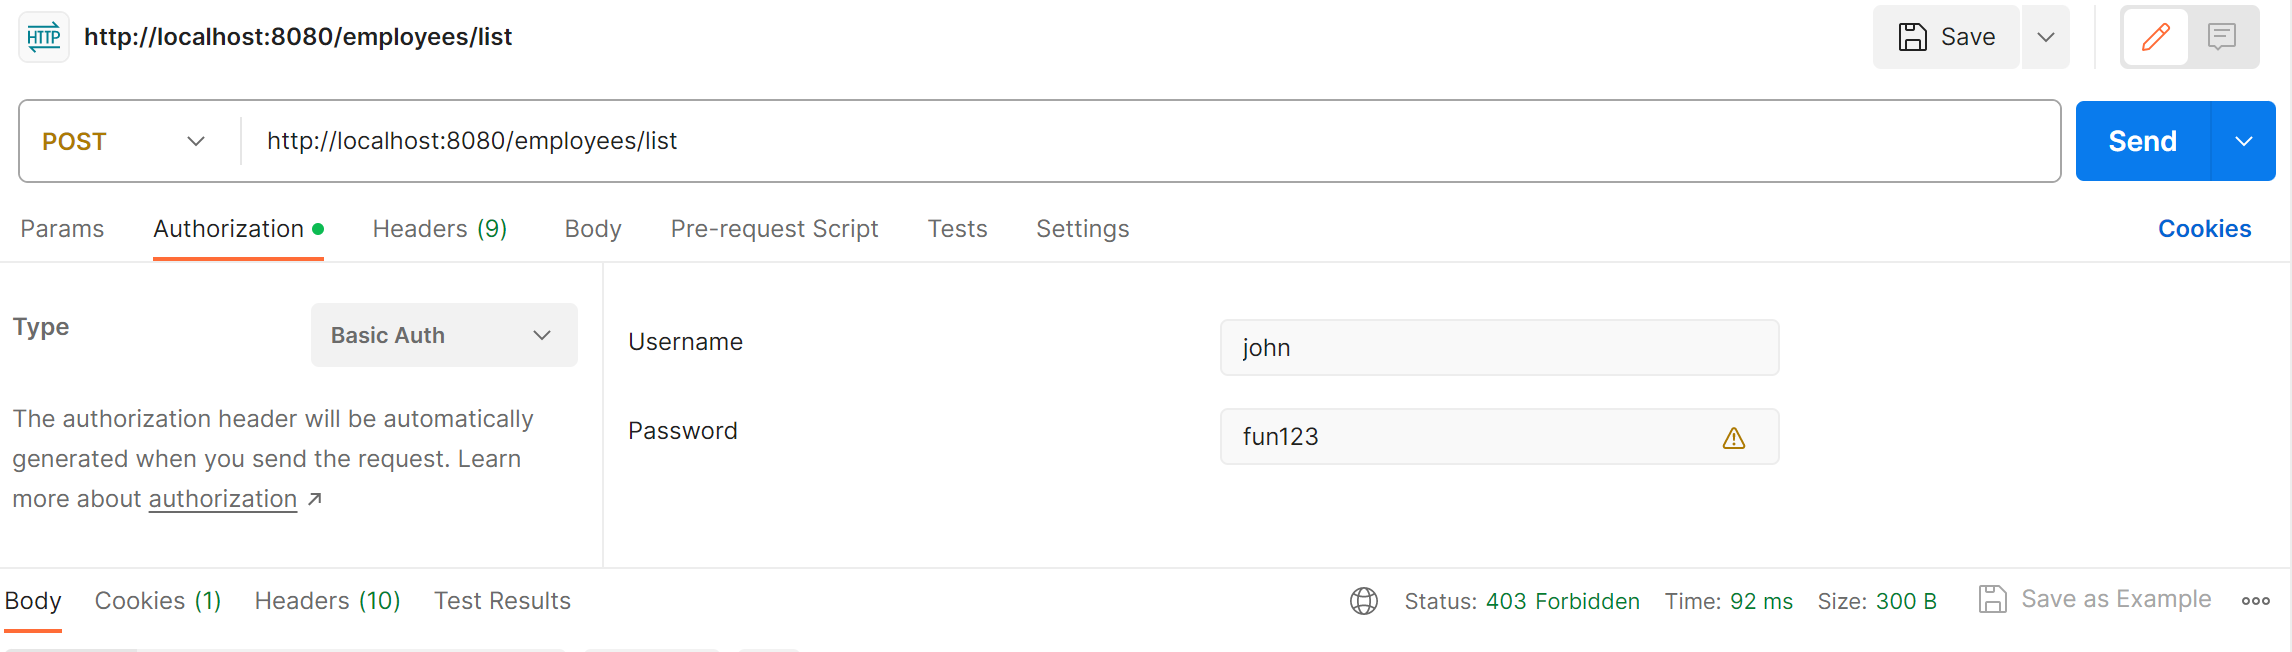 HTTP http://localhost:8080/employees/list Save
POST http://localhost:8080/employees/list Send
Params Authorization Headers (9) Body Pre-request Script Tests Settings Cookies
Type Basic Auth
The authorization header will be automatically
generated when you send the request. Learn
more about authorization ↗
Username john
Password fun123
Body Cookies (1) Headers (10) Test Results Status: 403 Forbidden Time: 92 ms Size: 300 B Save as Example